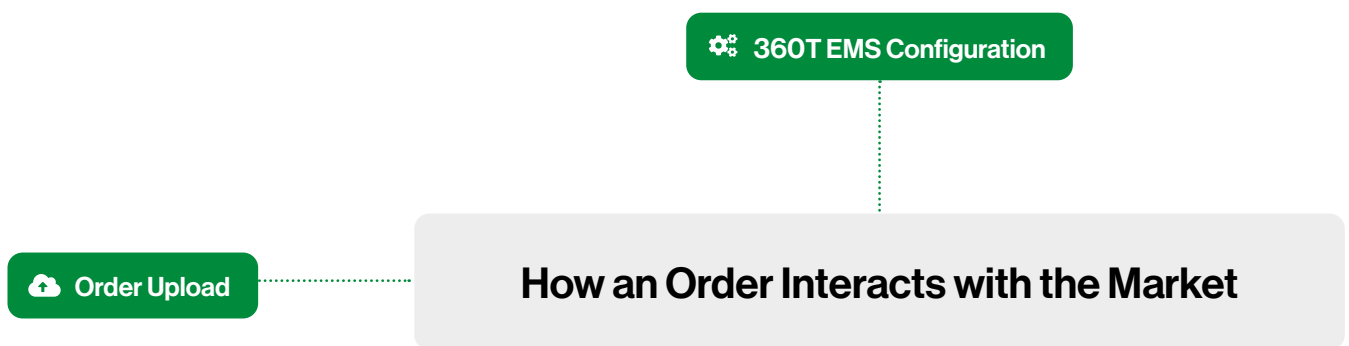 360T EMS Configuration
Order Upload
How an Order Interacts with the Market